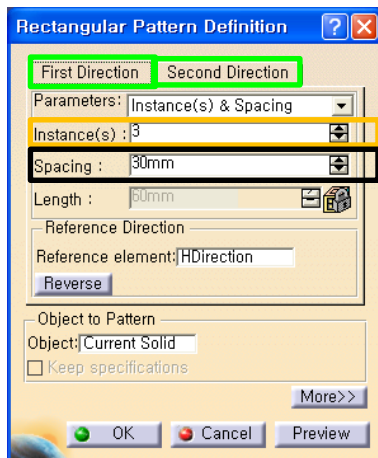 Rectangular Pattern Definition
First Direction Second Direction
Parameters: Instance(s) & Spacing
Instance(s) : 3
Spacing : 30mm
Length : 60mm
Reference Direction
Reference element: HDirection
Reverse
Object to Pattern
Object: Current Solid
Keep specifications
More>>
OK Cancel Preview